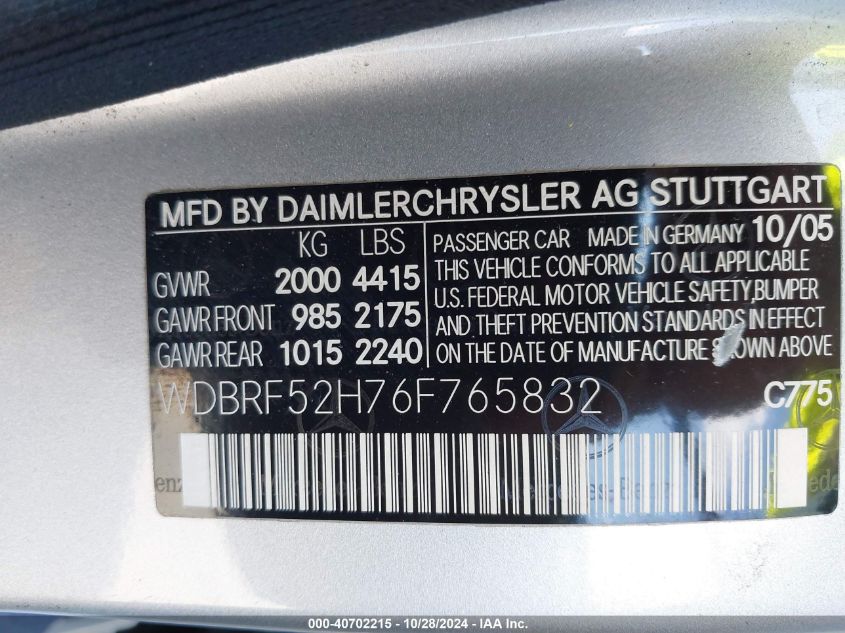 MFD BY DAIMLERCHRYSLER AG STUTTGART
KG LBS
GVWR 2000 4415
GAWR FRONT 985 2175
GAWR REAR 1015 2240
PASSENGER CAR MADE IN GERMANY 10/05
THIS VEHICLE CONFORMS TO ALL APPLICABLE
U.S. FEDERAL MOTOR VEHICLE SAFETY, BUMPER
AND THEFT PREVENTION STANDARDS IN EFFECT
ON THE DATE OF MANUFACTURE SHOWN ABOVE
WDBRF52H76F765832 C775
000-40702215 - 10/28/2024 - IAA Inc.